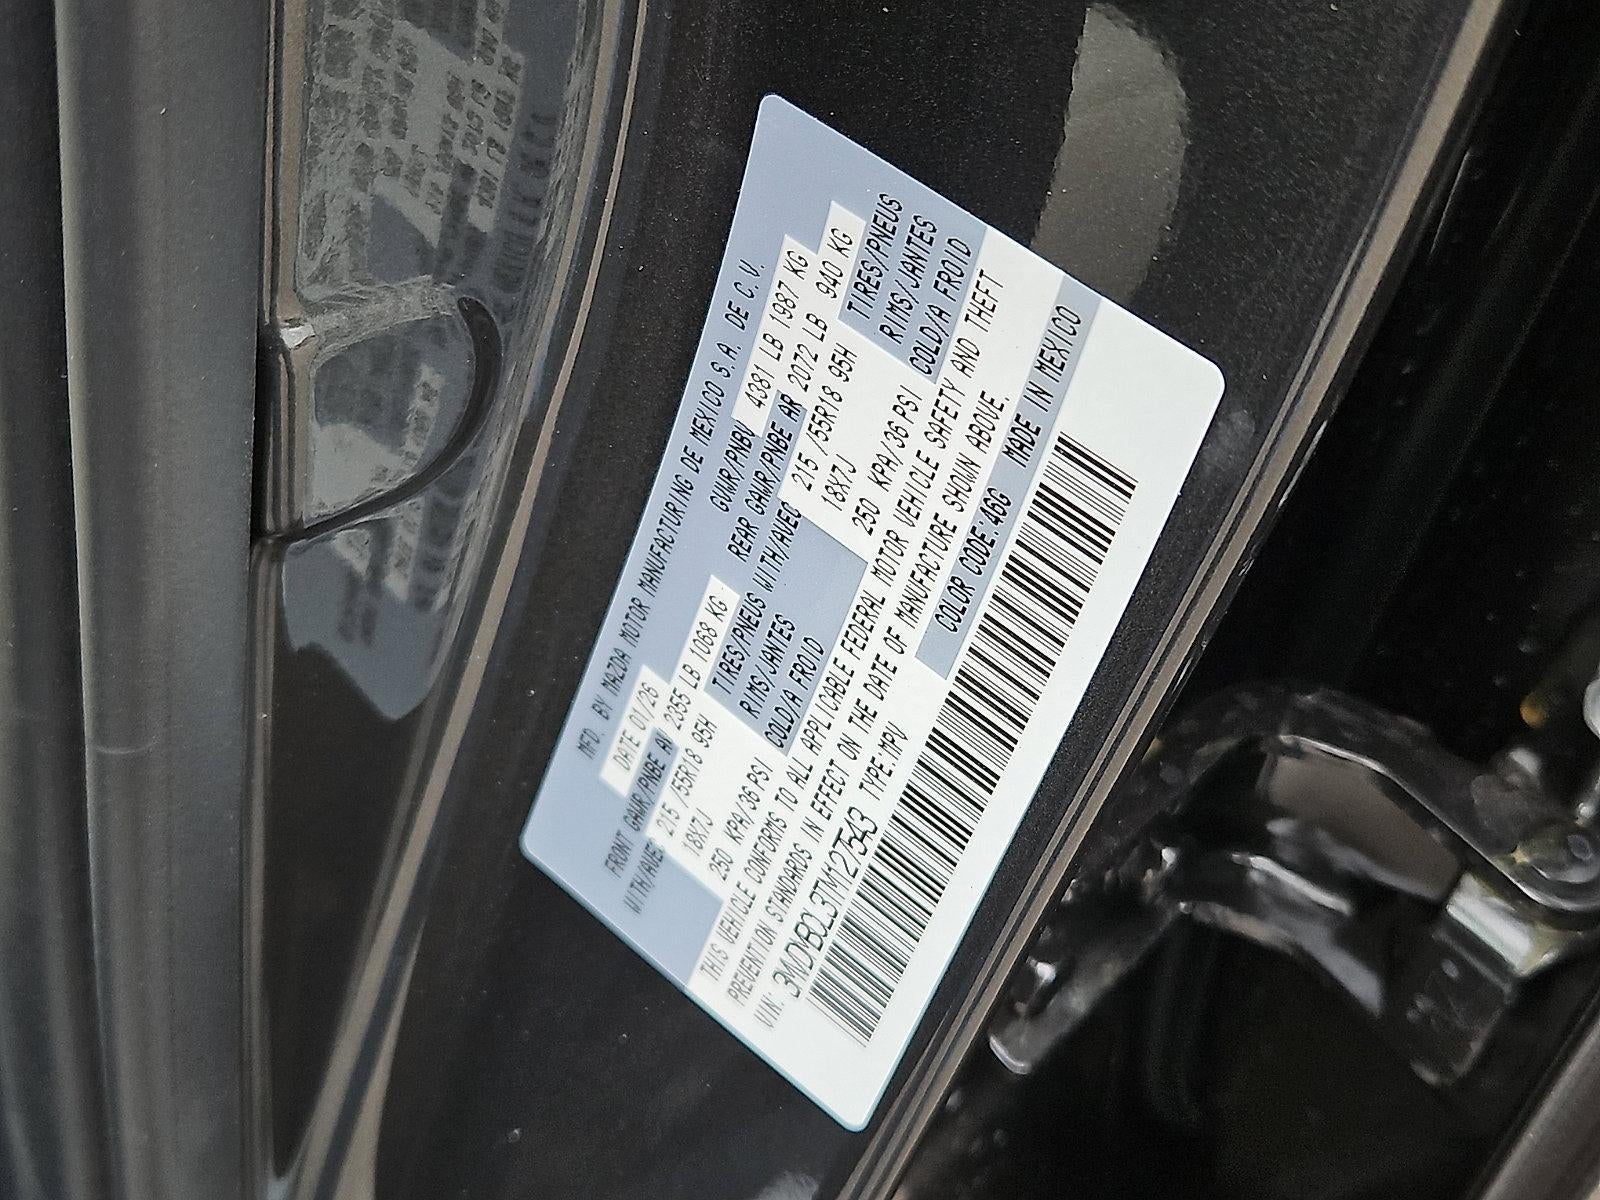 MFD. BY MAZDA MOTOR MANUFACTURING DE MEXICO S.A. DE C.V.
DATE 01/26 GVWR/PNBV 4381 LB 1987 KG
FRONT GAWR/PNBE AV 2355 LB 1068 KG REAR GAWR/PNBE AR 2072 LB 940 KG
WITH/AVEC 215 /55R18 95H TIRES/PNEUS WITH/AVEC 215 /55R18 95H TIRES/PNEUS
18X7J RIMS/JANTES 18X7J RIMS/JANTES
250 KPA/36 PSI COLD/A FROID 250 KPA/36 PSI COLD/A FROID
THIS VEHICLE CONFORMS TO ALL APPLICABLE FEDERAL MOTOR VEHICLE SAFETY AND THEFT
PREVENTION STANDARDS IN EFFECT ON THE DATE OF MANUFACTURE SHOWN ABOVE.
VIN: 3MVDMBCL3TM127543 TYPE:MPV COLOR CODE:46G MADE IN MEXICO